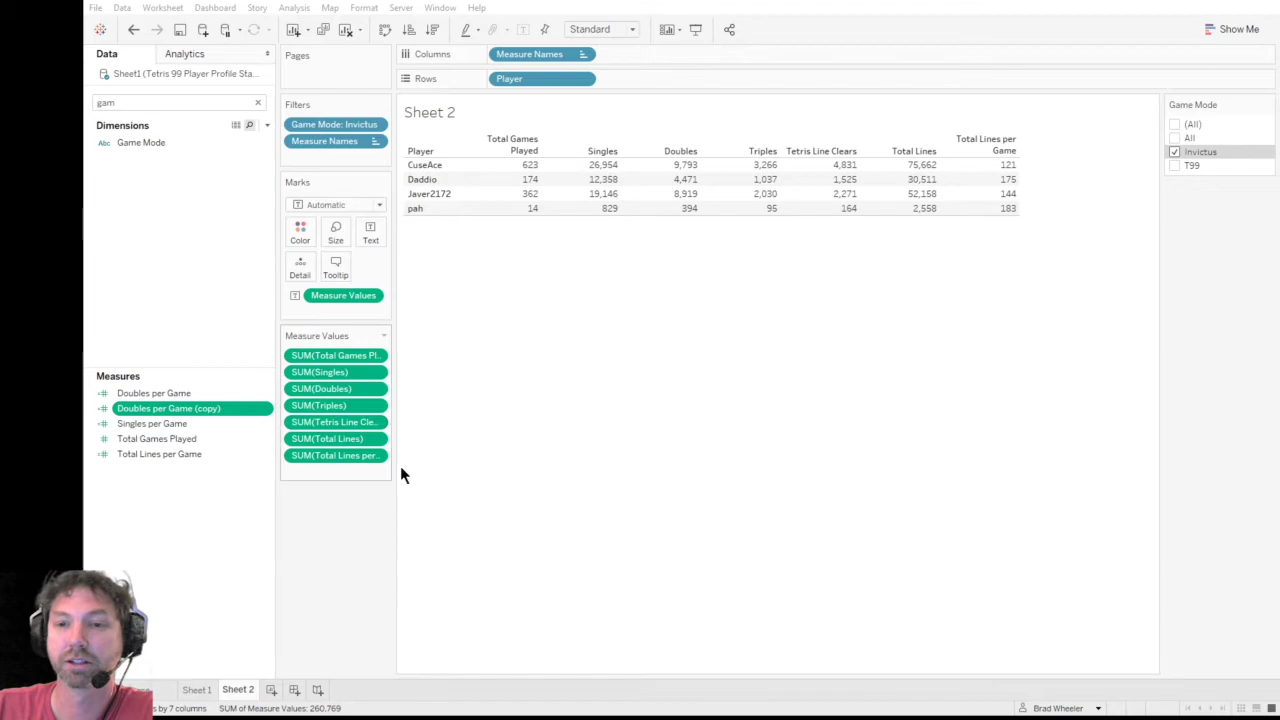 File Data Worksheet Dashboard Story Analysis Map Format Server Window Help
Standard
Show Me
Data Analytics
Sheet1 (Tetris 99 Player Profile Sta...
gam
Dimensions
Abc Game Mode
Measures
Doubles per Game
Doubles per Game (copy)
Singles per Game
Total Games Played
Total Lines per Game
Pages
Filters
Game Mode: Invictus
Measure Names
Marks
Automatic
Color Size Text
Detail Tooltip
Measure Values
Measure Values
SUM(Total Games Pl..
SUM(Singles)
SUM(Doubles)
SUM(Triples)
SUM(Tetris Line Cle..
SUM(Total Lines)
SUM(Total Lines per..
Columns Measure Names
Rows Player
Sheet 2
Total Games Total Lines per
Player Played Singles Doubles Triples Tetris Line Clears Total Lines Game
CuseAce 623 26,954 9,793 3,266 4,831 75,662 121
Daddio 174 12,358 4,471 1,037 1,525 30,511 175
Javer2172 362 19,146 8,919 2,030 2,271 52,158 144
pah 14 829 394 95 164 2,558 183
Game Mode
(All)
All
Invictus
T99
Sheet 1 Sheet 2
by 7 columns SUM of Measure Values: 260,769
Brad Wheeler